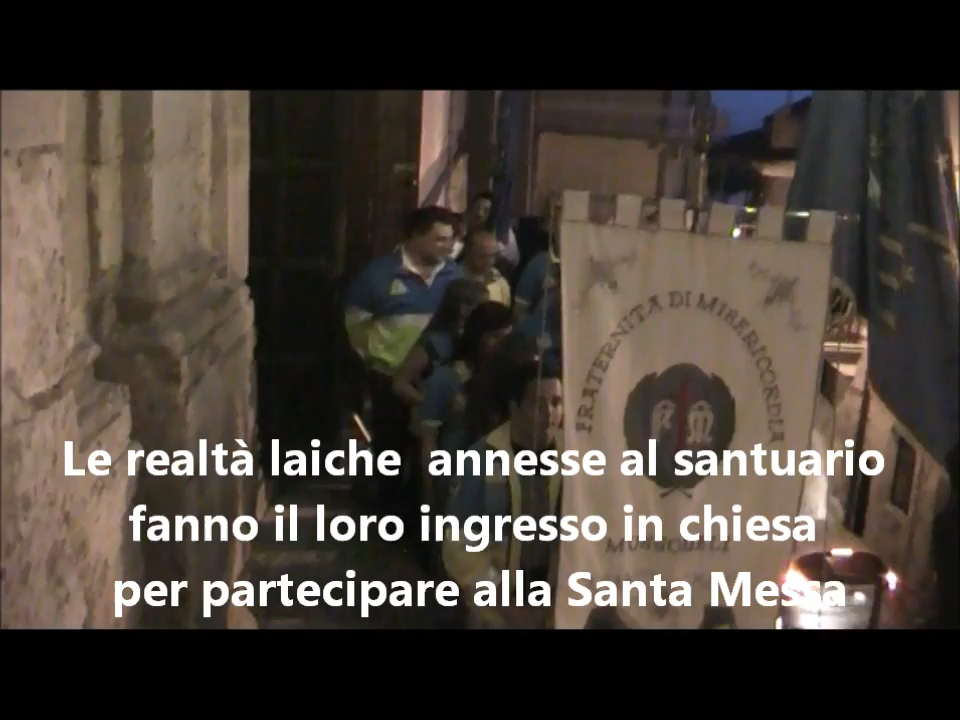 FRATERNITA DI MISERICORDIA
Le realtà laiche annesse al santuario
fanno il loro ingresso in chiesa
per partecipare alla Santa Messa